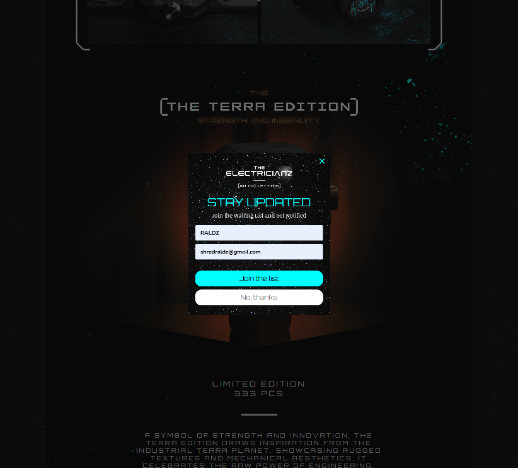 THE
[THE TERRA EDITION]
STRENGTH AND INGENUITY
THE
ELECTRICIANZ
STAY UPDATED
Join the Waiting List and Get Notified
RALDZ
shredraldz@gmail.com
Join the list
No, thanks
LIMITED EDITION
333 PCS
A SYMBOL OF STRENGTH AND INNOVATION, THE
TERRA EDITION DRAWS INSPIRATION FROM THE
INDUSTRIAL TERRA PLANET, SHOWCASING RUGGED
TEXTURES AND MECHANICAL AESTHETICS. IT
CELEBRATES THE RAW POWER OF ENGINEERING,